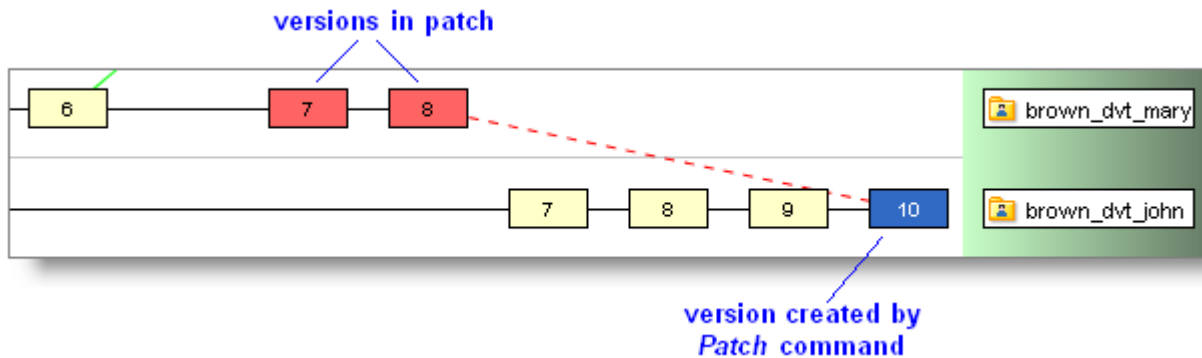 versions in patch
6 7 8 brown_dvt_mary
7 8 9 10 brown_dvt_john
version created by
Patch command